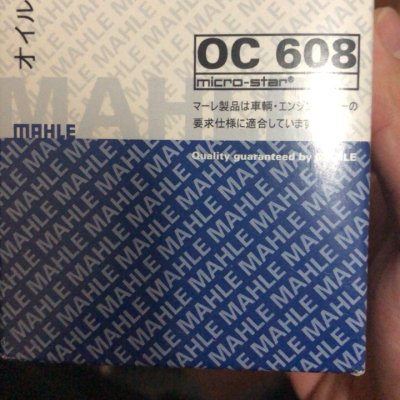 オイル
OC 608
micro-star®
マーレ製品は車輌・エンジン
の
要求仕様に適合しています
MAHLE
Quality guaranteed by MAHLE